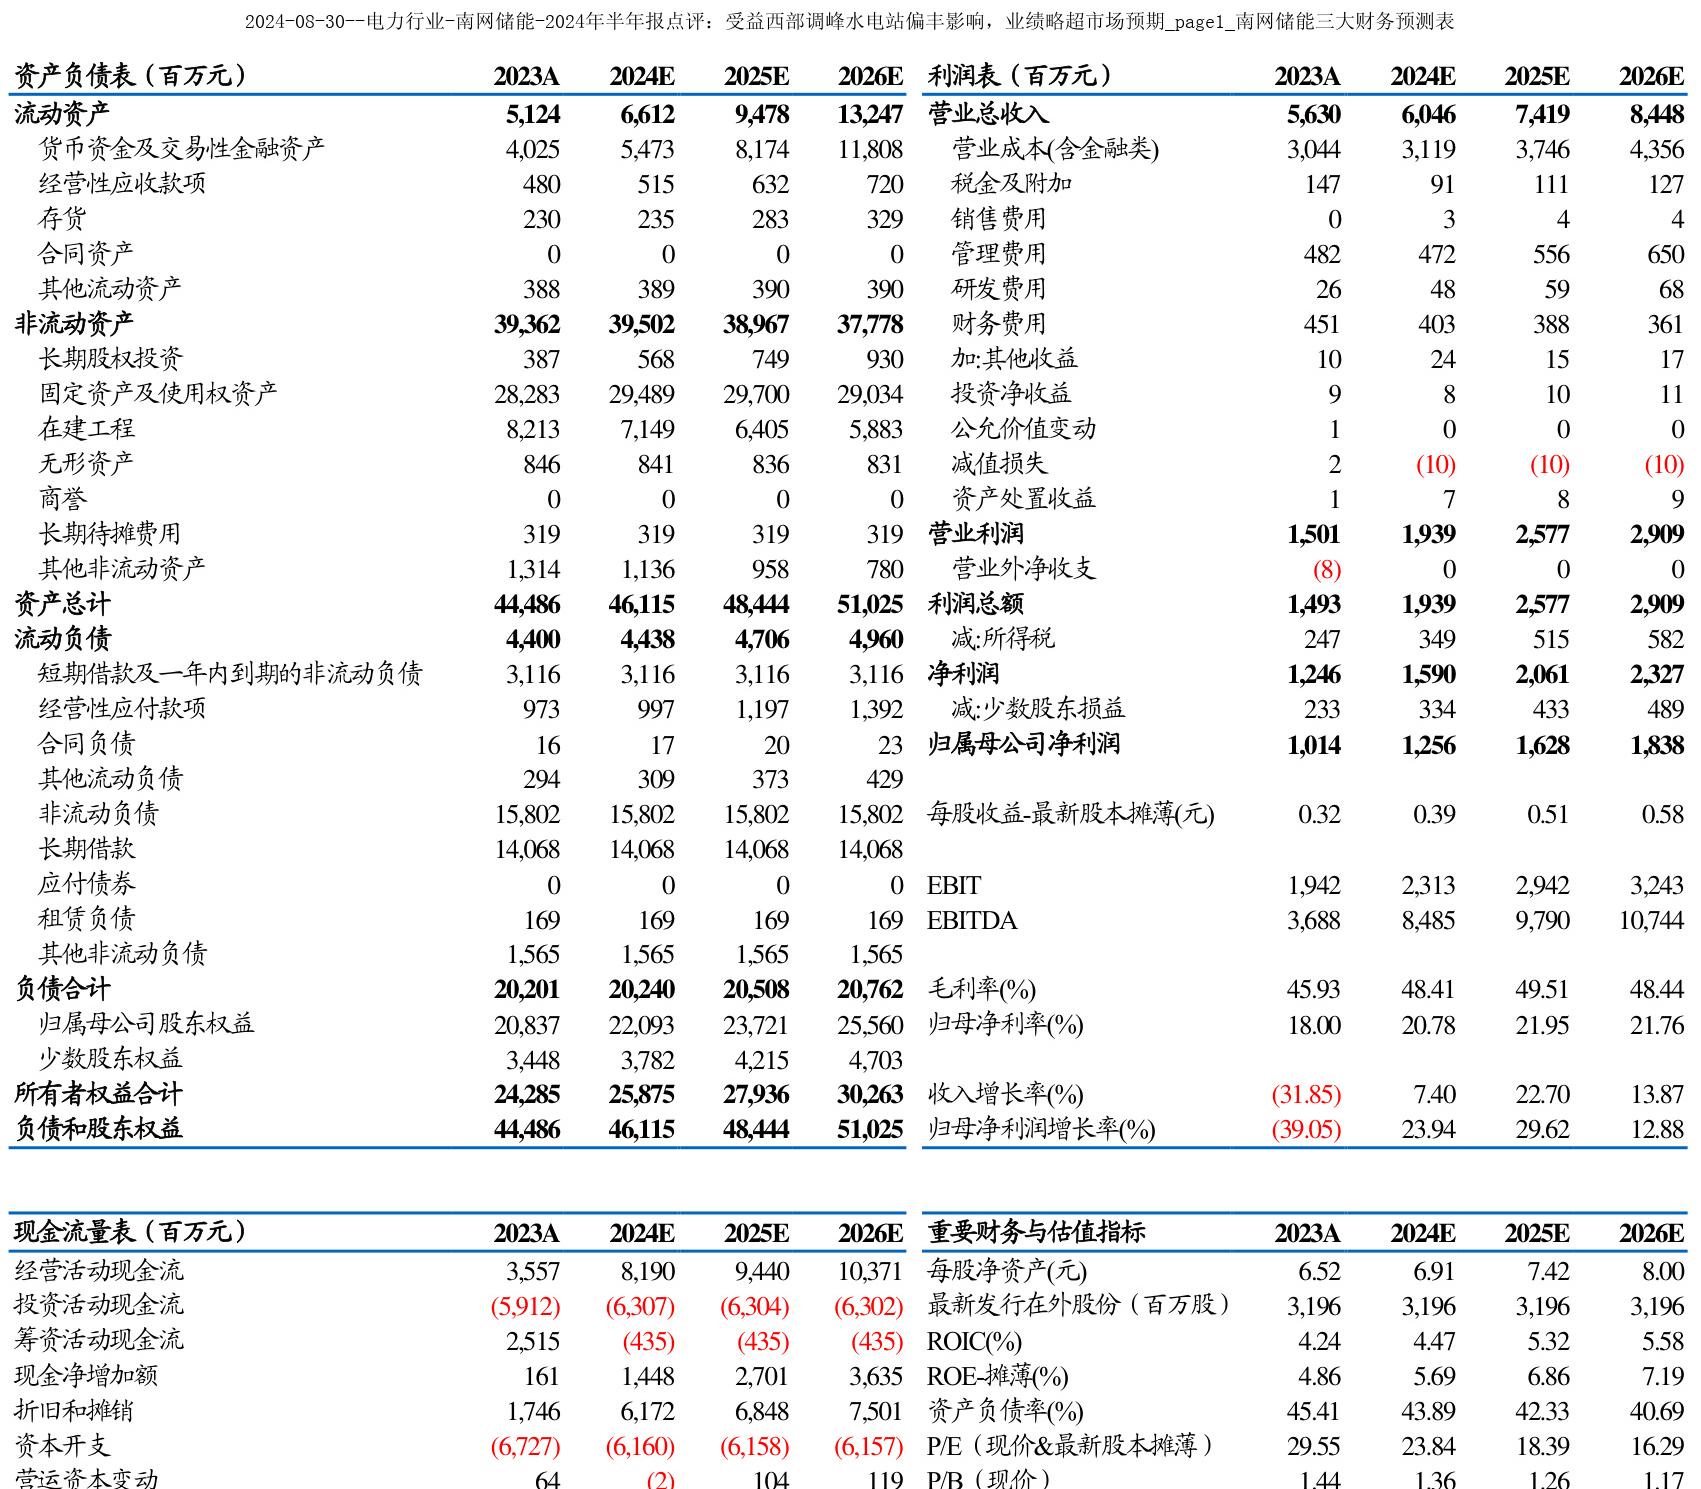 2024-08-30--电力行业-南网储能-2024年半年报点评：受益西部调峰水电站偏丰影响，业绩略超市场预期_page1_南网储能三大财务预测表
资产负债表（百万元） 2023A 2024E 2025E 2026E 利润表（百万元） 2023A 2024E 2025E 2026E
流动资产 5,124 6,612 9,478 13,247 营业总收入 5,630 6,046 7,419 8,448
货币资金及交易性金融资产 4,025 5,473 8,174 11,808 营业成本(含金融类) 3,044 3,119 3,746 4,356
经营性应收款项 480 515 632 720 税金及附加 147 91 111 127
存货 230 235 283 329 销售费用 0 3 4 4
合同资产 0 0 0 0 管理费用 482 472 556 650
其他流动资产 388 389 390 390 研发费用 26 48 59 68
非流动资产 39,362 39,502 38,967 37,778 财务费用 451 403 388 361
长期股权投资 387 568 749 930 加:其他收益 10 24 15 17
固定资产及使用权资产 28,283 29,489 29,700 29,034 投资净收益 9 8 10 11
在建工程 8,213 7,149 6,405 5,883 公允价值变动 1 0 0 0
无形资产 846 841 836 831 减值损失 2 (10) (10) (10)
商誉 0 0 0 0 资产处置收益 1 7 8 9
长期待摊费用 319 319 319 319 营业利润 1,501 1,939 2,577 2,909
其他非流动资产 1,314 1,136 958 780 营业外净收支 (8) 0 0 0
资产总计 44,486 46,115 48,444 51,025 利润总额 1,493 1,939 2,577 2,909
流动负债 4,400 4,438 4,706 4,960 减:所得税 247 349 515 582
短期借款及一年内到期的非流动负债 3,116 3,116 3,116 3,116 净利润 1,246 1,590 2,061 2,327
经营性应付款项 973 997 1,197 1,392 减:少数股东损益 233 334 433 489
合同负债 16 17 20 23 归属母公司净利润 1,014 1,256 1,628 1,838
其他流动负债 294 309 373 429
非流动负债 15,802 15,802 15,802 15,802 每股收益-最新股本摊薄(元) 0.32 0.39 0.51 0.58
长期借款 14,068 14,068 14,068 14,068
应付债券 0 0 0 0 EBIT 1,942 2,313 2,942 3,243
租赁负债 169 169 169 169 EBITDA 3,688 8,485 9,790 10,744
其他非流动负债 1,565 1,565 1,565 1,565
负债合计 20,201 20,240 20,508 20,762 毛利率(%) 45.93 48.41 49.51 48.44
归属母公司股东权益 20,837 22,093 23,721 25,560 归母净利率(%) 18.00 20.78 21.95 21.76
少数股东权益 3,448 3,782 4,215 4,703
所有者权益合计 24,285 25,875 27,936 30,263 收入增长率(%) (31.85) 7.40 22.70 13.87
负债和股东权益 44,486 46,115 48,444 51,025 归母净利润增长率(%) (39.05) 23.94 29.62 12.88
现金流量表（百万元） 2023A 2024E 2025E 2026E 重要财务与估值指标 2023A 2024E 2025E 2026E
经营活动现金流 3,557 8,190 9,440 10,371 每股净资产(元) 6.52 6.91 7.42 8.00
投资活动现金流 (5,912) (6,307) (6,304) (6,302) 最新发行在外股份（百万股） 3,196 3,196 3,196 3,196
筹资活动现金流 2,515 (435) (435) (435) ROIC(%) 4.24 4.47 5.32 5.58
现金净增加额 161 1,448 2,701 3,635 ROE-摊薄(%) 4.86 5.69 6.86 7.19
折旧和摊销 1,746 6,172 6,848 7,501 资产负债率(%) 45.41 43.89 42.33 40.69
资本开支 (6,727) (6,160) (6,158) (6,157) P/E（现价&最新股本摊薄） 29.55 23.84 18.39 16.29
营运资本变动 64 (2) 104 119 P/B（现价） 1.44 1.36 1.26 1.17